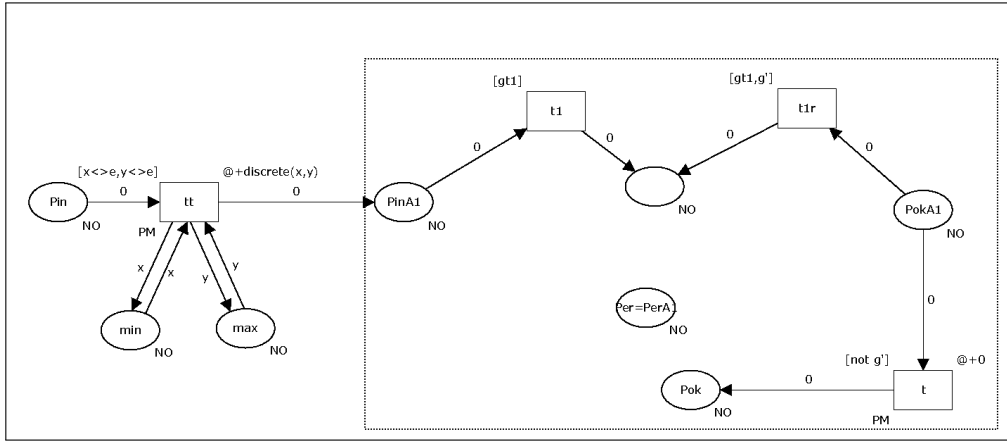 [gt1]
[gt1,g']
t1
t1r
0
0
0
0
[x<>e,y<>e]
@+discrete(x,y)
0
0
Pin
tt
PinA1
PokA1
NO
PM
NO
NO
NO
x
x
y
y
0
min
max
Per=PerA1
NO
NO
NO
[not g']
@+0
Pok
0
t
NO
PM